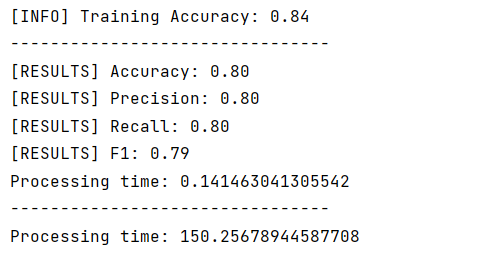 [INFO] Training Accuracy: 0.84
--------------------------------
[RESULTS] Accuracy: 0.80
[RESULTS] Precision: 0.80
[RESULTS] Recall: 0.80
[RESULTS] F1: 0.79
Processing time: 0.141463041305542
--------------------------------
Processing time: 150.25678944587708